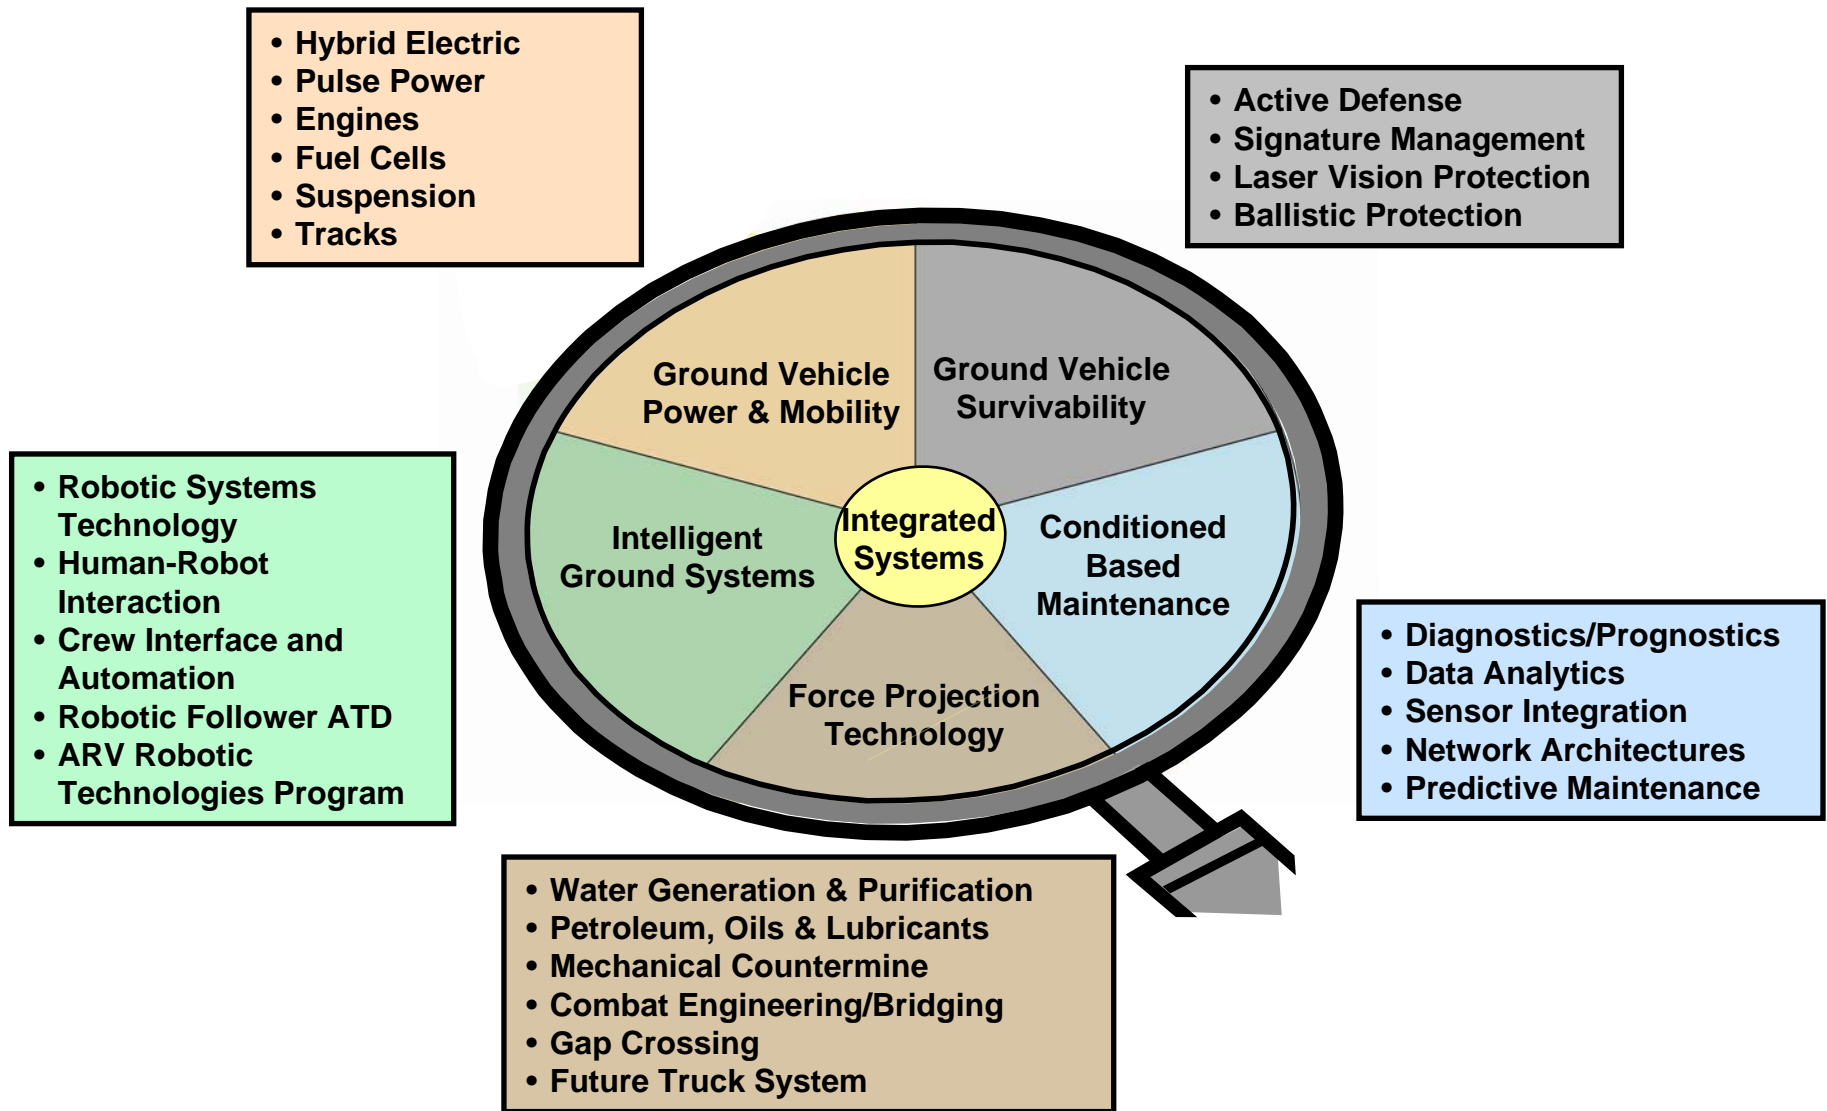 • Hybrid Electric
• Pulse Power
• Engines
• Fuel Cells
• Suspension
• Tracks
• Active Defense
• Signature Management
• Laser Vision Protection
• Ballistic Protection
Ground Vehicle
Power & Mobility
Ground Vehicle
Survivability
• Robotic Systems
Technology
• Human-Robot
Interaction
• Crew Interface and
Automation
• Robotic Follower ATD
• ARV Robotic
Technologies Program
Intelligent
Ground Systems
Integrated
Systems
Conditioned
Based
Maintenance
Force Projection
Technology
• Diagnostics/Prognostics
• Data Analytics
• Sensor Integration
• Network Architectures
• Predictive Maintenance
• Water Generation & Purification
• Petroleum, Oils & Lubricants
• Mechanical Countermine
• Combat Engineering/Bridging
• Gap Crossing
• Future Truck System